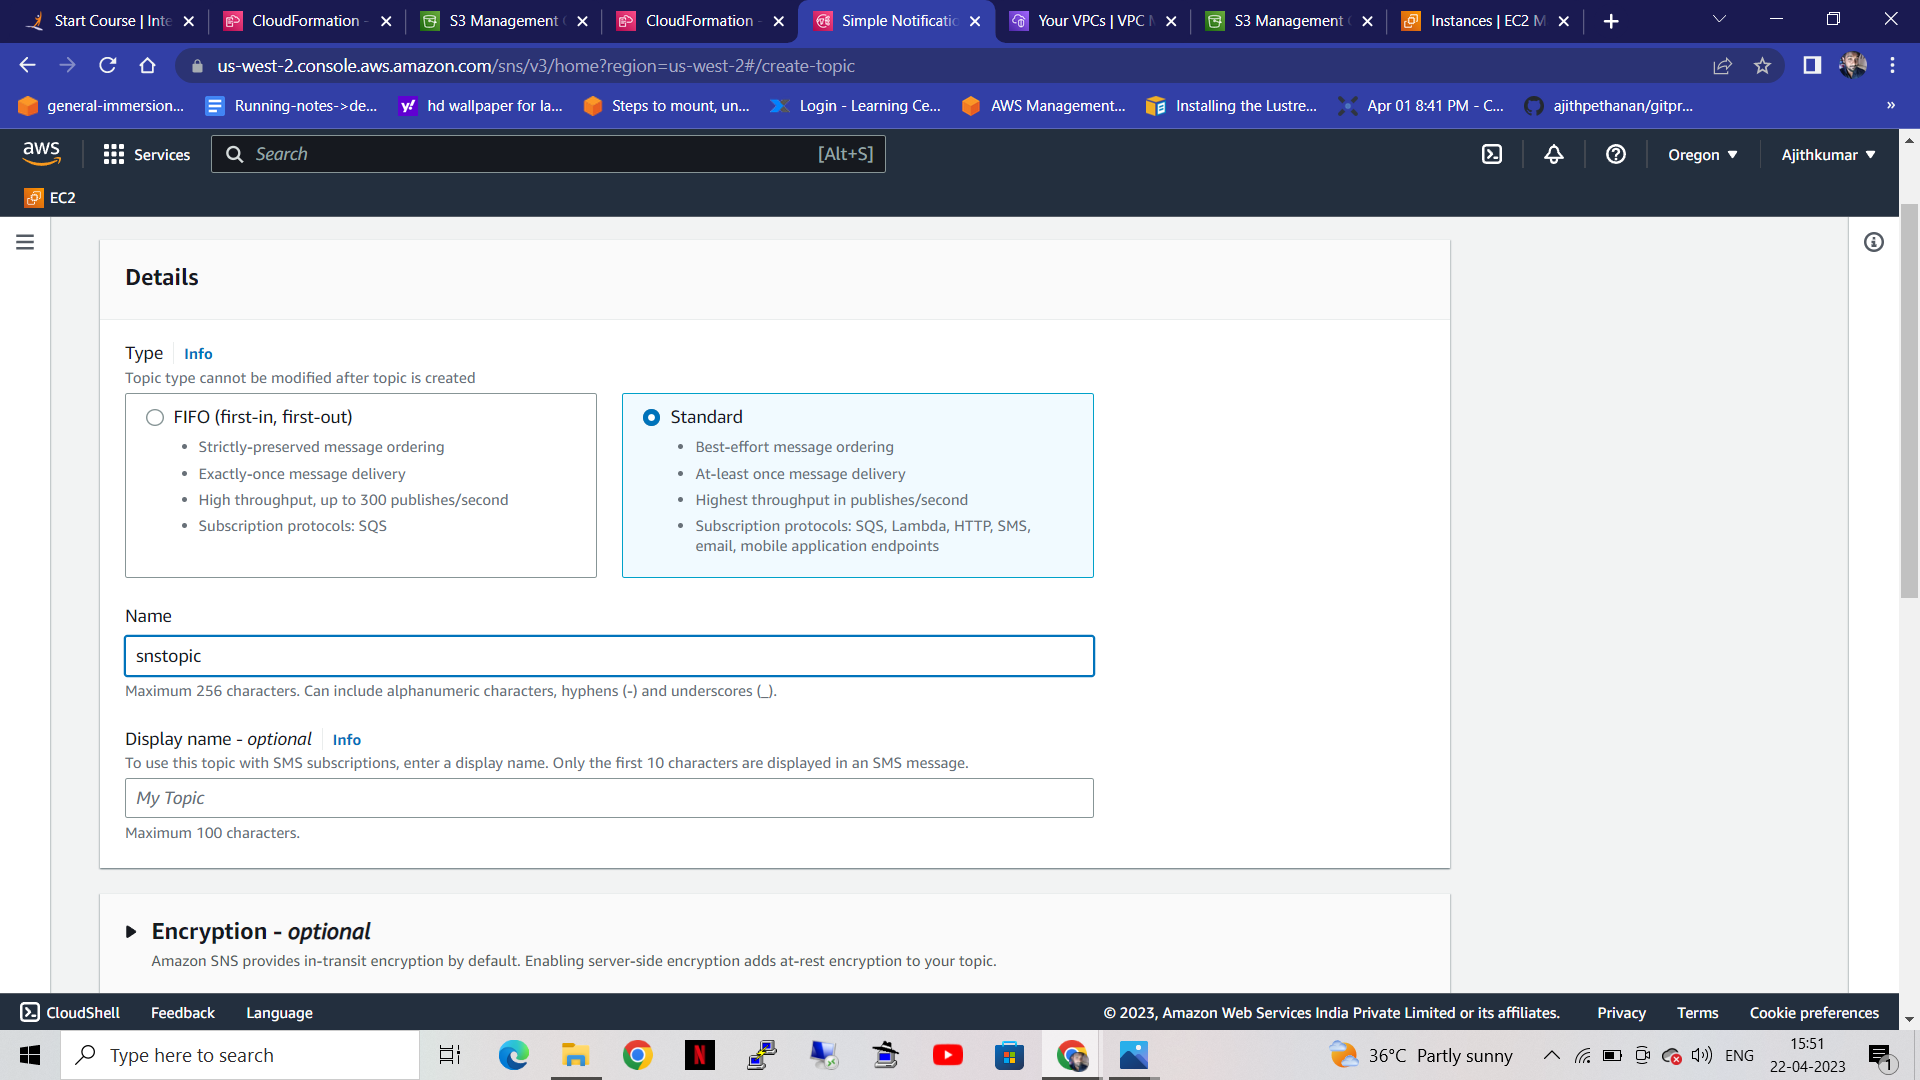 Start Course | Inte
CloudFormation -
S3 Management
CloudFormation -
Simple Notificatio
Your VPCs | VPC M
S3 Management
Instances | EC2 M
us-west-2.console.aws.amazon.com/sns/v3/home?region=us-west-2#/create-topic
general-immersion...
Running-notes->de...
y!
hd wallpaper for la...
Steps to mount, un...
Login - Learning Ce...
AWS Management...
Installing the Lustre...
Apr 01 8:41 PM - C...
ajithpethanan/gitpr...
»
aws
Services
Search
[Alt+S]
Oregon ▼
Ajithkumar ▼
EC2
Details
Type
Info
Topic type cannot be modified after topic is created
FIFO (first-in, first-out)
• Strictly-preserved message ordering
• Exactly-once message delivery
• High throughput, up to 300 publishes/second
• Subscription protocols: SQS
Standard
• Best-effort message ordering
• At-least once message delivery
• Highest throughput in publishes/second
• Subscription protocols: SQS, Lambda, HTTP, SMS,
email, mobile application endpoints
Name
snstopic
Maximum 256 characters. Can include alphanumeric characters, hyphens (-) and underscores (_).
Display name - optional
Info
To use this topic with SMS subscriptions, enter a display name. Only the first 10 characters are displayed in an SMS message.
My Topic
Maximum 100 characters.
Encryption - optional
Amazon SNS provides in-transit encryption by default. Enabling server-side encryption adds at-rest encryption to your topic.
CloudShell
Feedback
Language
© 2023, Amazon Web Services India Private Limited or its affiliates.
Privacy
Terms
Cookie preferences
Type here to search
N
36°C Partly sunny
ENG
15:51
22-04-2023
1